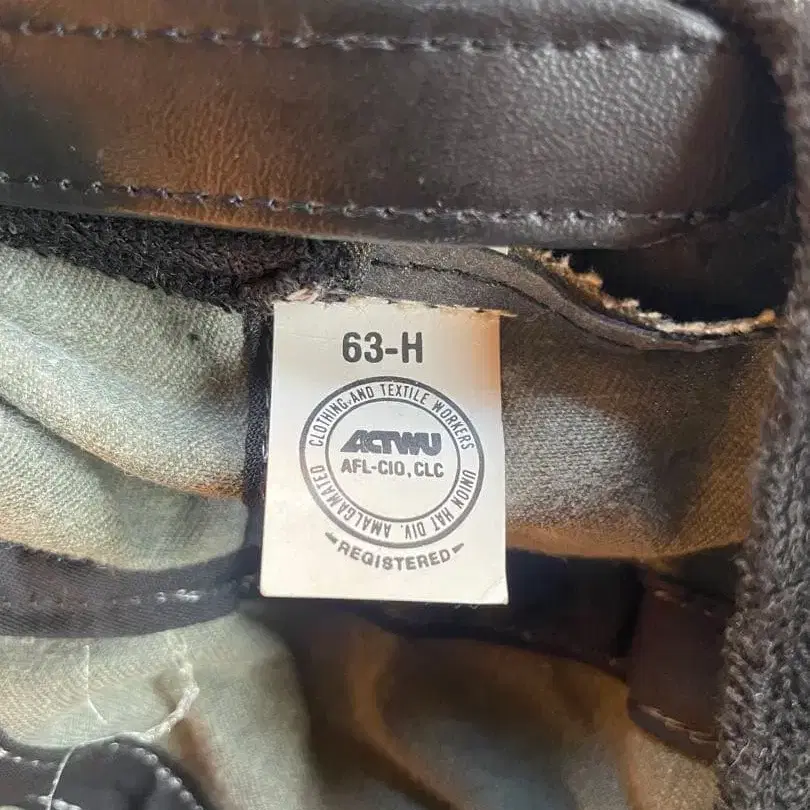 63-H
AMALGAMATED CLOTHING AND TEXTILE WORKERS UNION HAT DIV.
ACTWU
AFL-CIO, CLC
REGISTERED